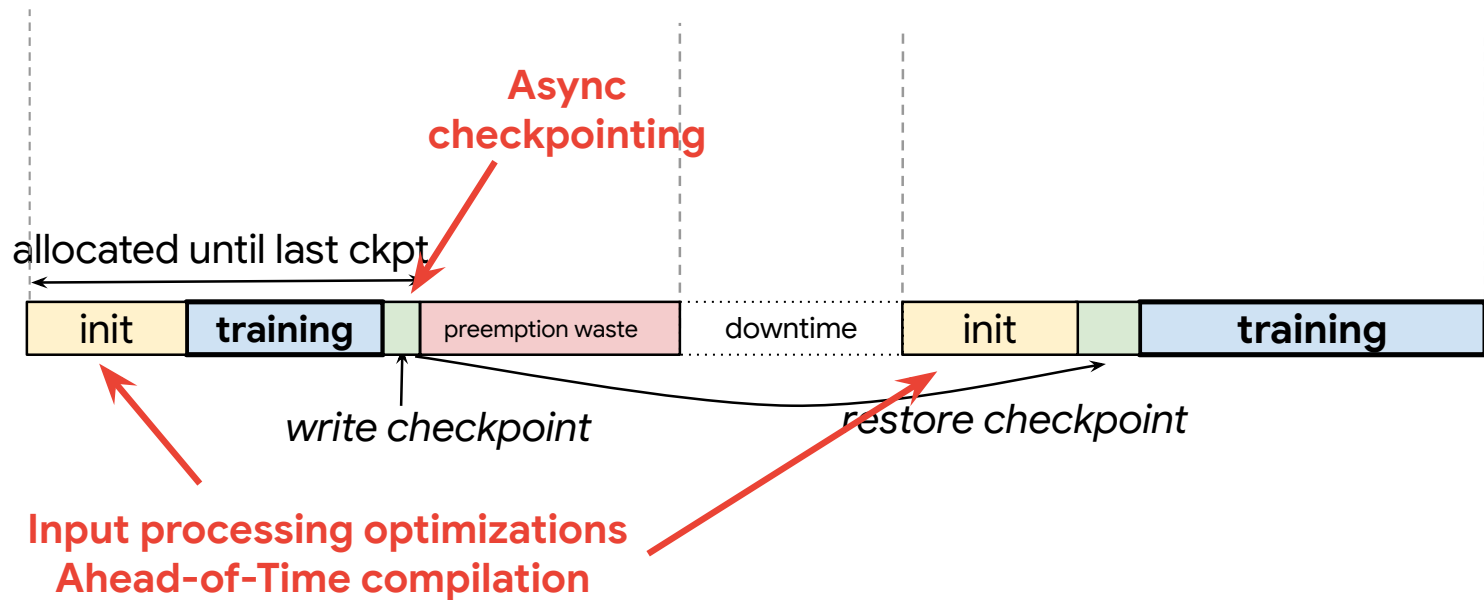 Async
checkpointing
allocated until last ckpt
init
training
preemption waste
downtime
init
training
write checkpoint
restore checkpoint
Input processing optimizations
Ahead-of-Time compilation